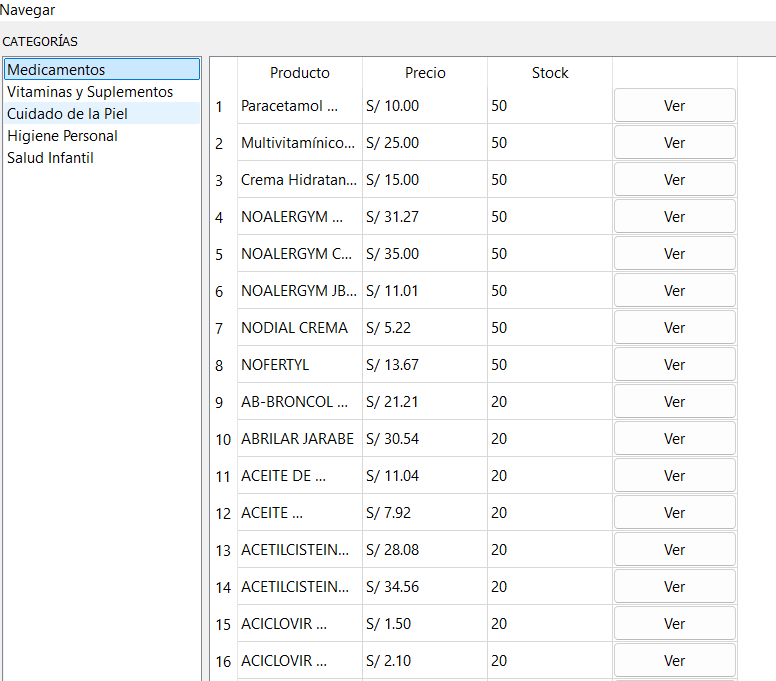 Navegar
CATEGORÍAS
Medicamentos
Vitaminas y Suplementos
Cuidado de la Piel
Higiene Personal
Salud Infantil
Producto Precio Stock
1 Paracetamol ... S/ 10.00 50 Ver
2 Multivitamínico... S/ 25.00 50 Ver
3 Crema Hidratan... S/ 15.00 50 Ver
4 NOALERGYM ... S/ 31.27 50 Ver
5 NOALERGYM C... S/ 35.00 50 Ver
6 NOALERGYM JB... S/ 11.01 50 Ver
7 NODIAL CREMA S/ 5.22 50 Ver
8 NOFERTYL S/ 13.67 50 Ver
9 AB-BRONCOL ... S/ 21.21 20 Ver
10 ABRILAR JARABE S/ 30.54 20 Ver
11 ACEITE DE ... S/ 11.04 20 Ver
12 ACEITE ... S/ 7.92 20 Ver
13 ACETILCISTEIN... S/ 28.08 20 Ver
14 ACETILCISTEIN... S/ 34.56 20 Ver
15 ACICLOVIR ... S/ 1.50 20 Ver
16 ACICLOVIR ... S/ 2.10 20 Ver